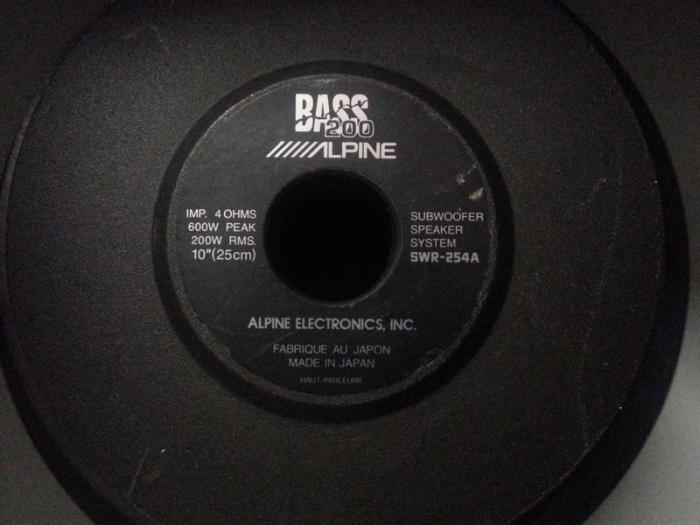 BASS
200
ALPINE
IMP. 4 OHMS
600W PEAK
200W RMS.
10"(25cm)
SUBWOOFER
SPEAKER
SYSTEM
SWR-254A
ALPINE ELECTRONICS, INC.
FABRIQUE AU JAPON
MADE IN JAPAN
HAUT-PARLEURS